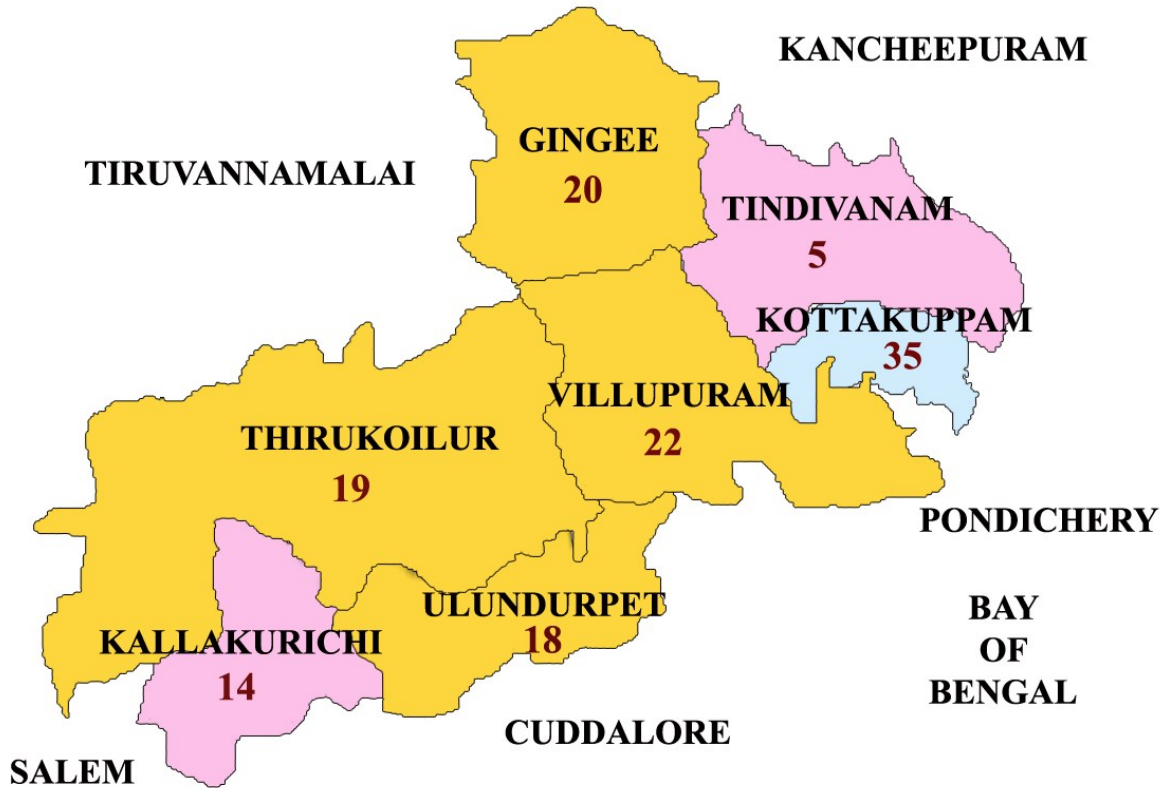 KANCHEEPURAM
GINGEE
20
TIRUVANNAMALAI
TINDIVANAM
5
KOTTAKUPPAM
35
VILLUPURAM
22
THIRUKOILUR
19
PONDICHERY
ULUNDURPET
18
BAY
OF
BENGAL
KALLAKURICHI
14
CUDDALORE
SALEM